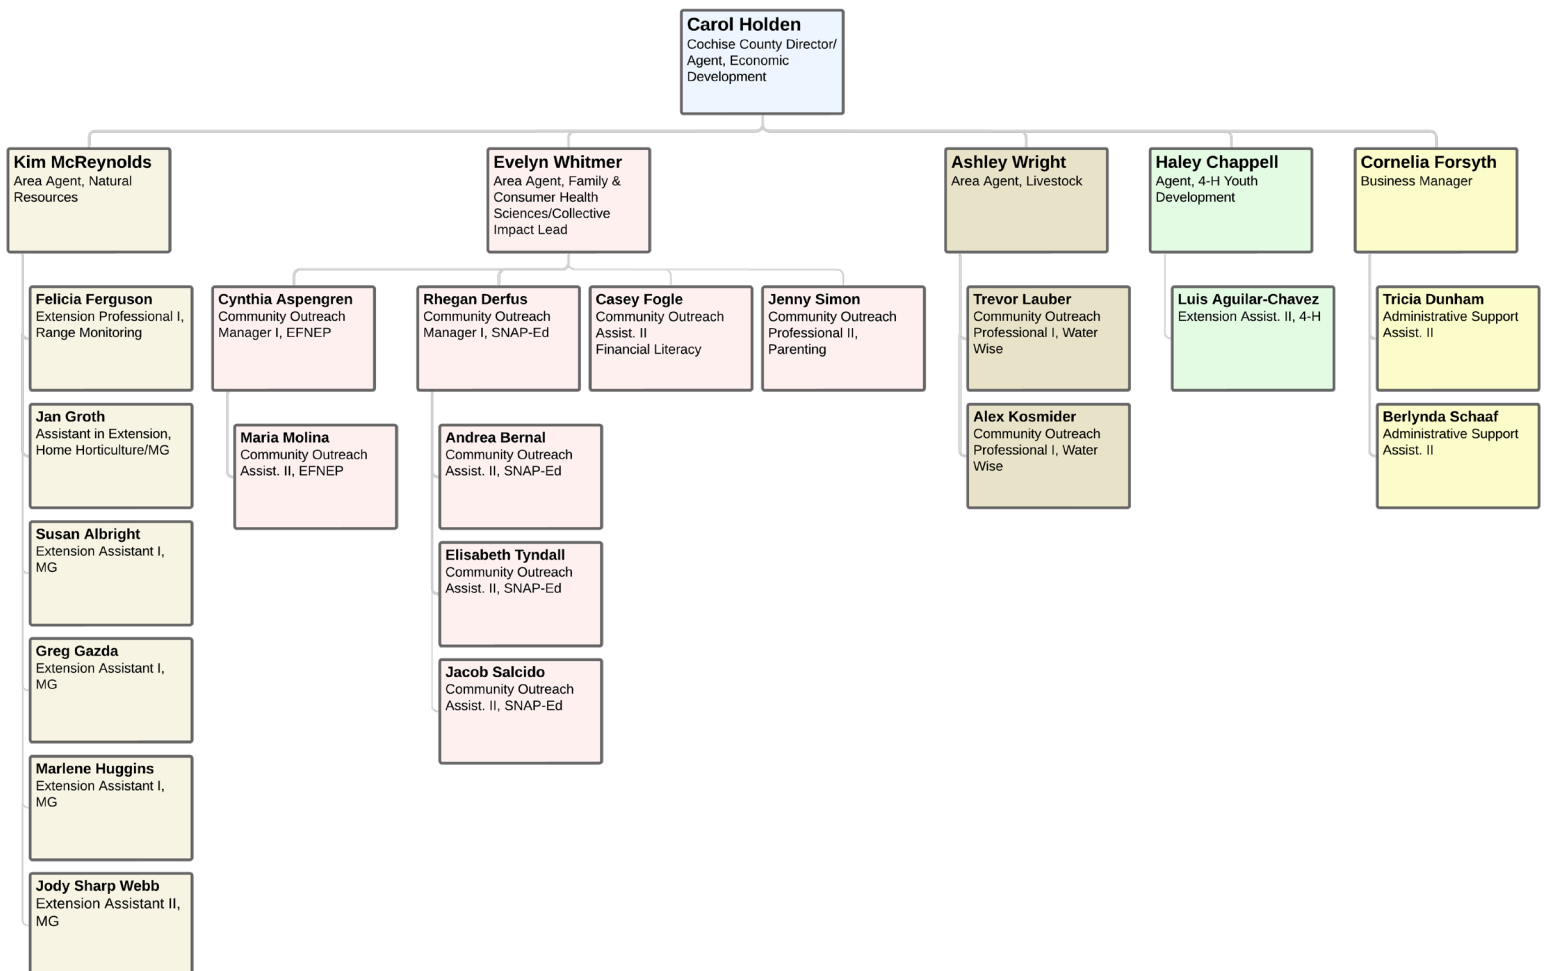 Carol Holden
Cochise County Director/
Agent, Economic
Development
Kim McReynolds
Area Agent, Natural
Resources
Evelyn Whitmer
Area Agent, Family &
Consumer Health
Sciences/Collective
Impact Lead
Ashley Wright
Area Agent, Livestock
Haley Chappell
Agent, 4-H Youth
Development
Cornelia Forsyth
Business Manager
Felicia Ferguson
Extension Professional I,
Range Monitoring
Cynthia Aspengren
Community Outreach
Manager I, EFNEP
Rhegan Derfus
Community Outreach
Manager I, SNAP-Ed
Casey Fogle
Community Outreach
Assist. II
Financial Literacy
Jenny Simon
Community Outreach
Professional II,
Parenting
Trevor Lauber
Community Outreach
Professional I, Water
Wise
Luis Aguilar-Chavez
Extension Assist. II, 4-H
Tricia Dunham
Administrative Support
Assist. II
Jan Groth
Assistant in Extension,
Home Horticulture/MG
Maria Molina
Community Outreach
Assist. II, EFNEP
Andrea Bernal
Community Outreach
Assist. II, SNAP-Ed
Alex Kosmider
Community Outreach
Professional I, Water
Wise
Berlynda Schaaf
Administrative Support
Assist. II
Susan Albright
Extension Assistant I,
MG
Elisabeth Tyndall
Community Outreach
Assist. II, SNAP-Ed
Greg Gazda
Extension Assistant I,
MG
Jacob Salcido
Community Outreach
Assist. II, SNAP-Ed
Marlene Huggins
Extension Assistant I,
MG
Jody Sharp Webb
Extension Assistant II,
MG